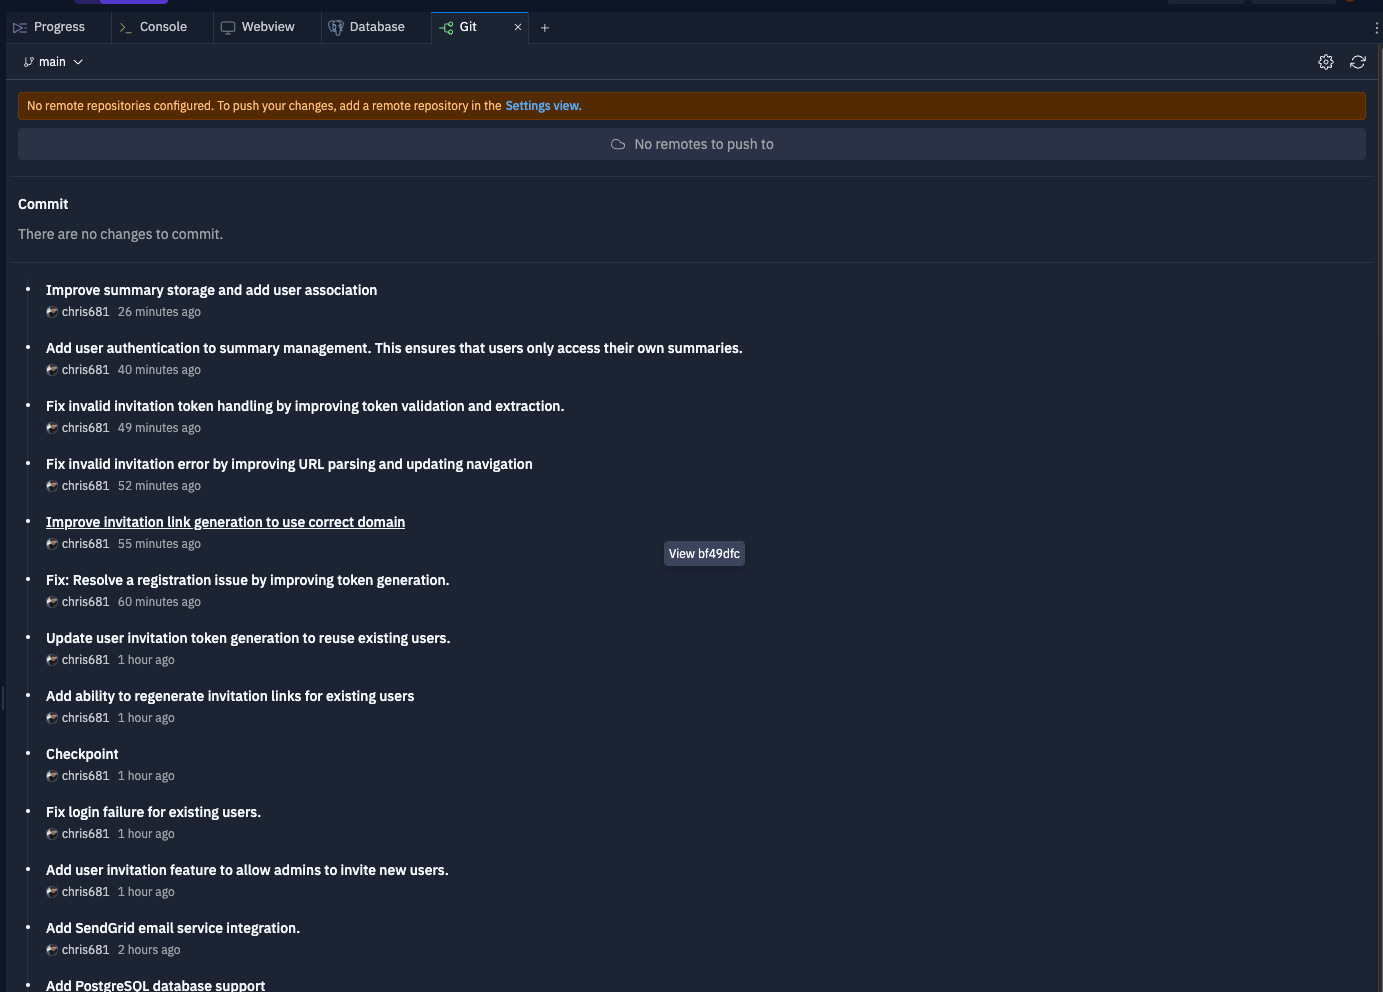 Progress
Console
Webview
Database
Git
main
No remote repositories configured. To push your changes, add a remote repository in the Settings view.
No remotes to push to
Commit
There are no changes to commit.
Improve summary storage and add user association
chris681 26 minutes ago
Add user authentication to summary management. This ensures that users only access their own summaries.
chris681 40 minutes ago
Fix invalid invitation token handling by improving token validation and extraction.
chris681 49 minutes ago
Fix invalid invitation error by improving URL parsing and updating navigation
chris681 52 minutes ago
Improve invitation link generation to use correct domain
chris681 55 minutes ago
View bf49dfc
Fix: Resolve a registration issue by improving token generation.
chris681 60 minutes ago
Update user invitation token generation to reuse existing users.
chris681 1 hour ago
Add ability to regenerate invitation links for existing users
chris681 1 hour ago
Checkpoint
chris681 1 hour ago
Fix login failure for existing users.
chris681 1 hour ago
Add user invitation feature to allow admins to invite new users.
chris681 1 hour ago
Add SendGrid email service integration.
chris681 2 hours ago
Add PostgreSQL database support